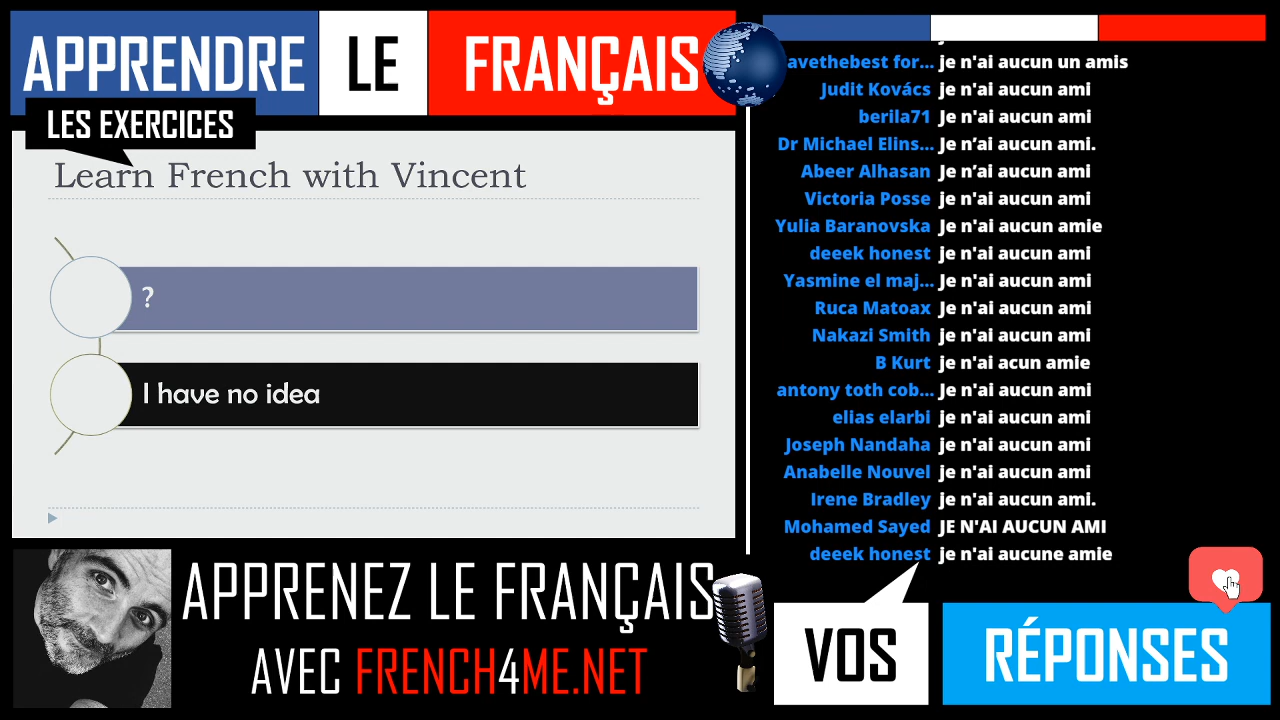 APPRENDRE LE FRANÇAIS
LES EXERCICES
Learn French with Vincent
?
I have no idea
APPRENEZ LE FRANÇAIS
AVEC FRENCH4ME.NET
avethebest for... je n'ai aucun un amis
Judit Kovács je n'ai aucun ami
berila71 Je n'ai aucun ami
Dr Michael Elins... Je n’ai aucun ami.
Abeer Alhasan Je n’ai aucun ami
Victoria Posse je n'ai aucun ami
Yulia Baranovska Je n'ai aucun amie
deeek honest je n'ai aucun ami
Yasmine el maj... Je n'ai aucun ami
Ruca Matoax je n'ai aucun ami
Nakazi Smith je n'ai aucun ami
B Kurt je n'ai acun amie
antony toth cob... Je n'ai aucun ami
elias elarbi je n'ai aucun ami
Joseph Nandaha je n'ai aucun ami
Anabelle Nouvel je n'ai aucun ami
Irene Bradley je n'ai aucun ami.
Mohamed Sayed JE N'AI AUCUN AMI
deeek honest je n'ai aucune amie
VOS RÉPONSES